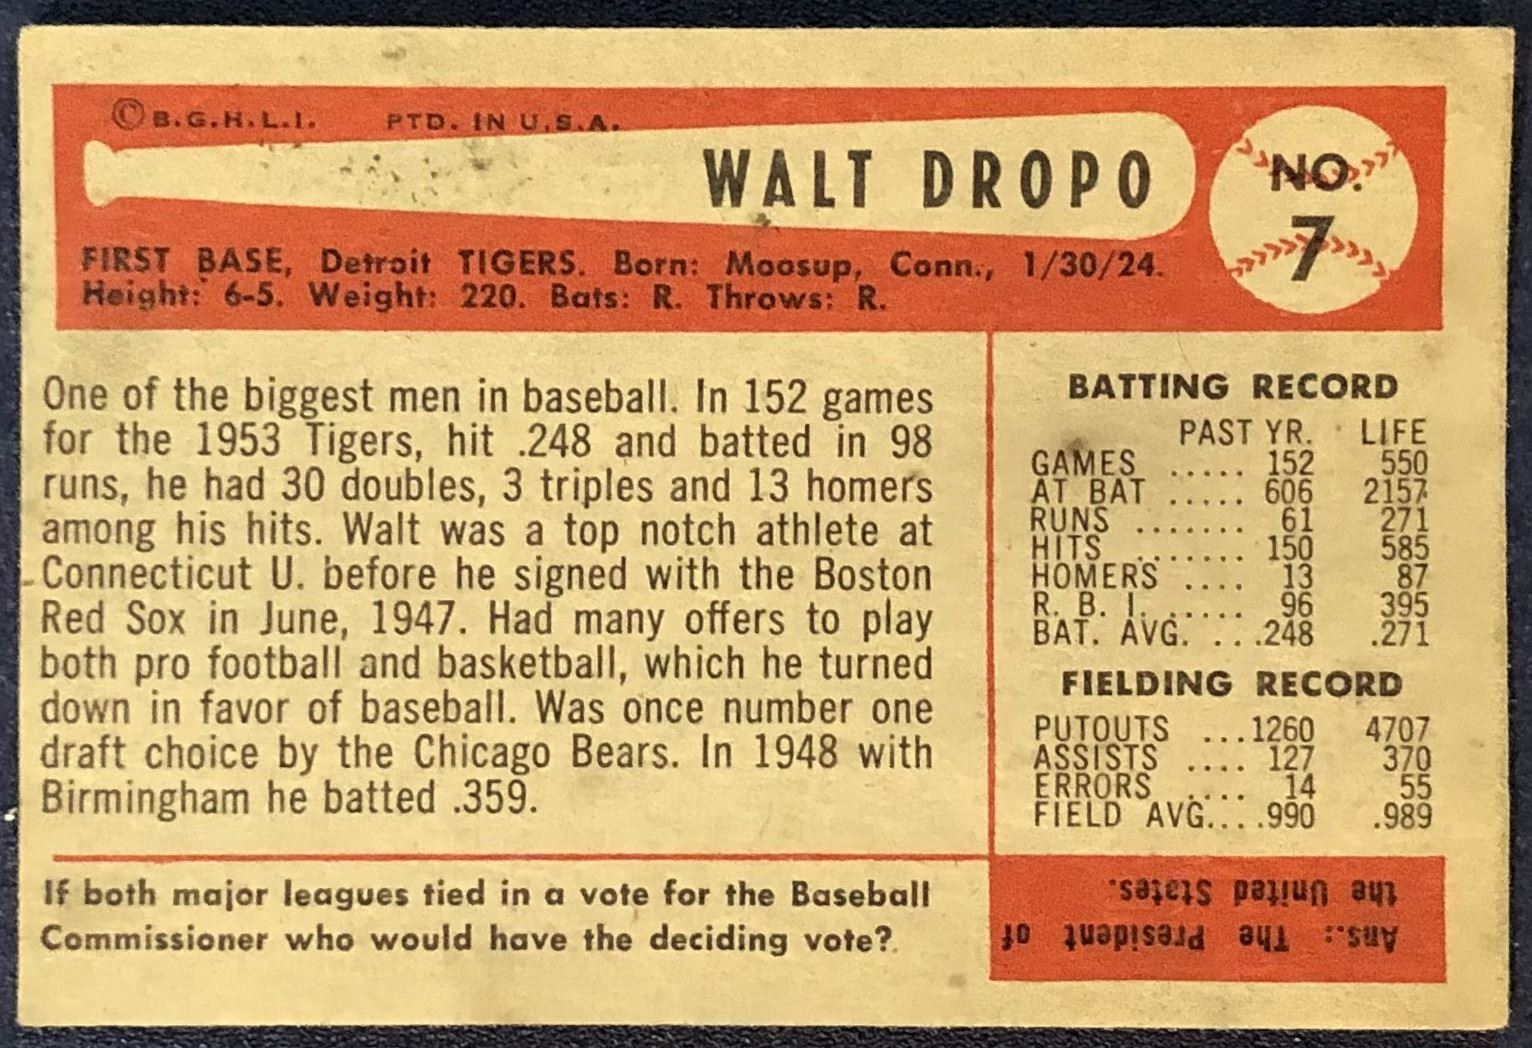 © B.G.H.L.I. PTD. IN U.S.A.
WALT DROPO
NO.
7
FIRST BASE, Detroit TIGERS. Born: Moosup, Conn., 1/30/24.
Height: 6-5. Weight: 220. Bats: R. Throws: R.
One of the biggest men in baseball. In 152 games
for the 1953 Tigers, hit .248 and batted in 98
runs, he had 30 doubles, 3 triples and 13 homers
among his hits. Walt was a top notch athlete at
Connecticut U. before he signed with the Boston
Red Sox in June, 1947. Had many offers to play
both pro football and basketball, which he turned
down in favor of baseball. Was once number one
draft choice by the Chicago Bears. In 1948 with
Birmingham he batted .359.
If both major leagues tied in a vote for the Baseball
Commissioner who would have the deciding vote?
BATTING RECORD
PAST YR. LIFE
GAMES ..... 152 550
AT BAT ..... 606 2157
RUNS ....... 61 271
HITS ....... 150 585
HOMERS .... 13 87
R. B. I. ..... 96 395
BAT. AVG. ...248 .271
FIELDING RECORD
PUTOUTS ...1260 4707
ASSISTS .... 127 370
ERRORS .... 14 55
FIELD AVG....990 .989
Ans.: The President of
the United States.